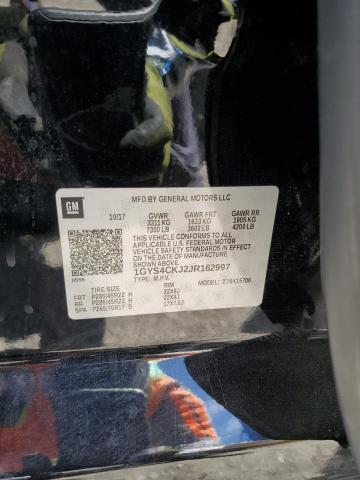 GM
MFD BY GENERAL MOTORS LLC
10/17 GVWR GAWR FRT GAWR RR
3311 KG 1633 KG 1905 KG
7300 LB 3600 LB 4200 LB
THIS VEHICLE CONFORMS TO ALL APPLICABLE
U.S. FEDERAL MOTOR VEHICLE SAFETY
THEFT PREVENTION STANDARDS IN EFFECT ON
THE DATE OF MANUFACTURE
SHOWN ABOVE.
1GYS4CKJ2JR162997
TYPE: M.P.V. MODEL:
TIRE SIZE RIM
FRT P285/45R22 H 22X9J
RR P285/45R22 H 22X9J
SPA P265/70R17 S 17X7.5J